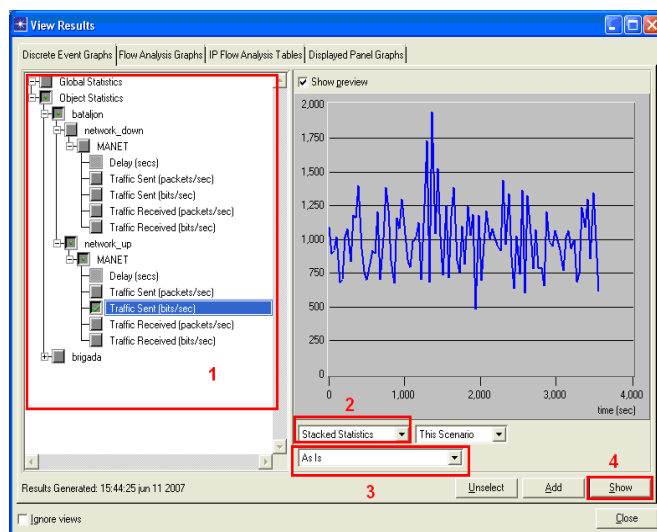 View Results
Discrete Event Graphs Flow Analysis Graphs IP Flow Analysis Tables Displayed Panel Graphs
Global Statistics
Object Statistics
bataljon
network_down
MANET
Delay (secs)
Traffic Sent (packets/sec)
Traffic Sent (bits/sec)
Traffic Received (packets/sec)
Traffic Received (bits/sec)
network_up
MANET
Delay (secs)
Traffic Sent (packets/sec)
Traffic Sent (bits/sec)
Traffic Received (packets/sec)
Traffic Received (bits/sec)
brigada
1
Show preview
2,000
1,750
1,500
1,250
1,000
750
500
250
0
0 1,000 2,000 3,000 4,000
time (sec)
2
Stacked Statistics This Scenario
As Is
3
4
Results Generated: 15:44:25 jun 11 2007
Unselect Add Show
Ignore views
Close